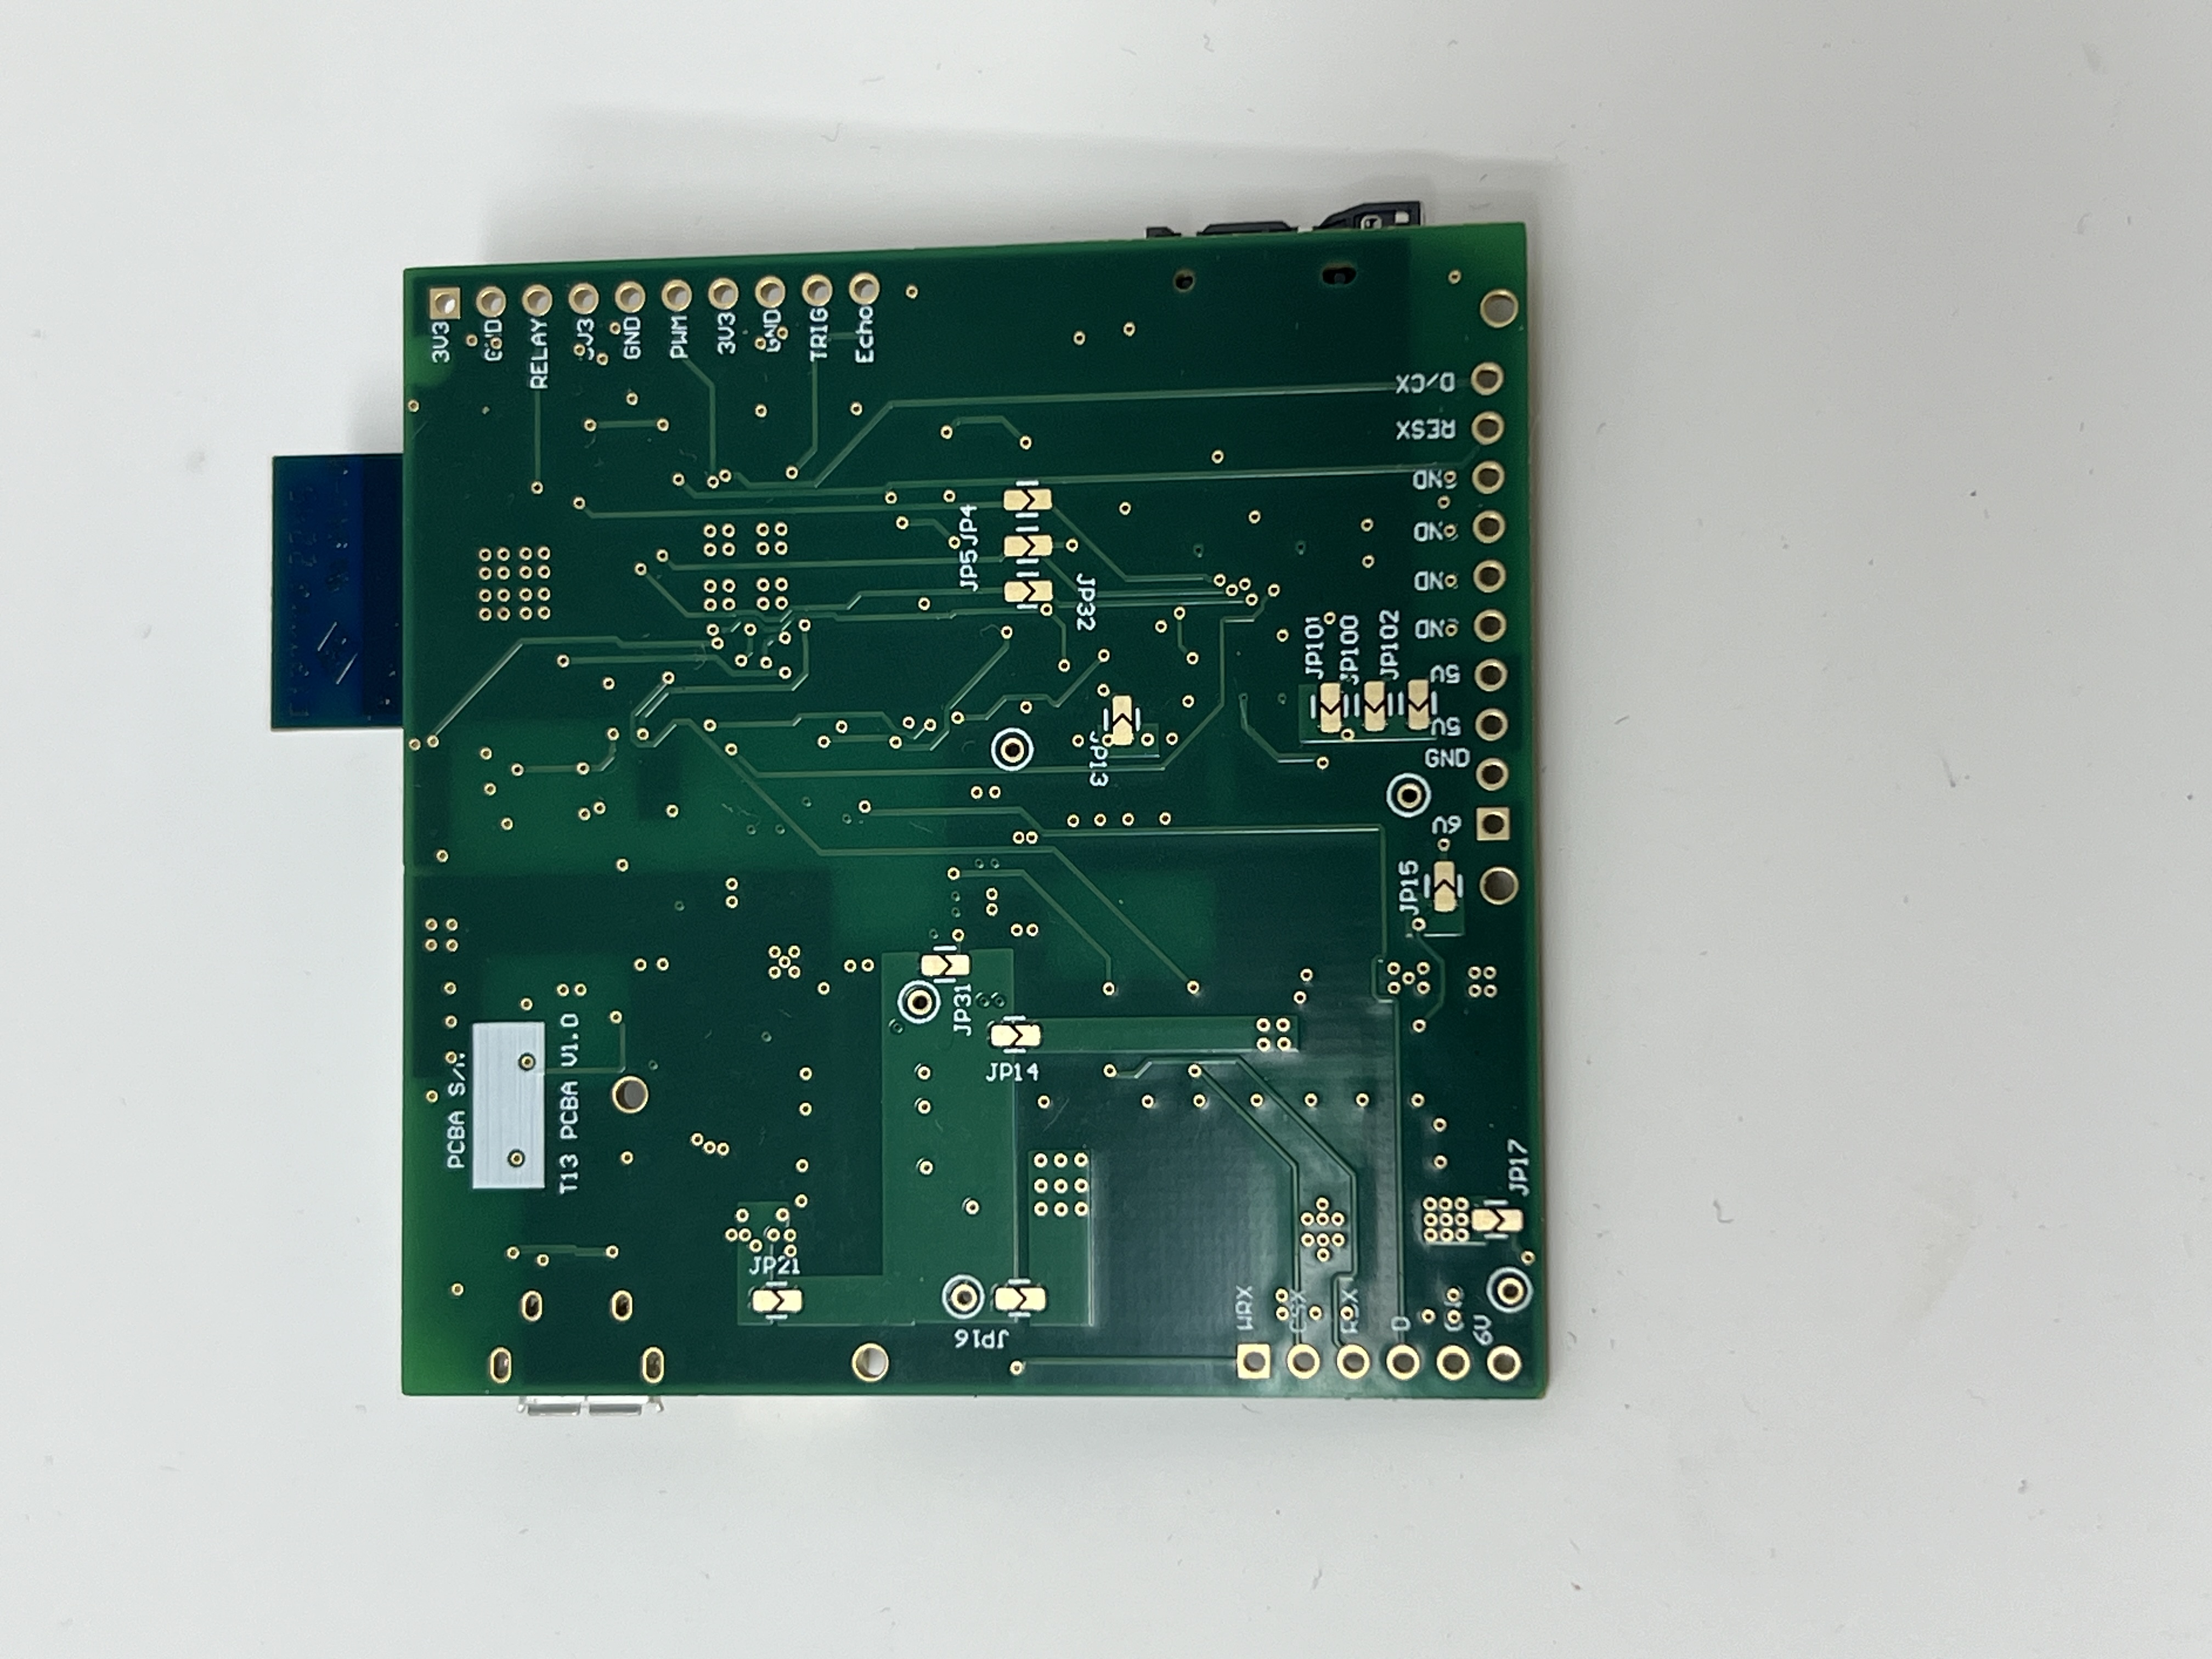 3V3
GND
RELAY
3V3
GND
PWM
3V3
GND
TRIG
Echo
D/CX
RESX
GND
GND
GND
GND
5V
5V
GND
6V
JP4
JP5
JP32
JP101
JP100
JP102
JP13
JP15
JP31
JP14
PCBA S/N:
T13 PCBA V1.0
JP17
JP21
JP16
WRX
CSX
D
6V